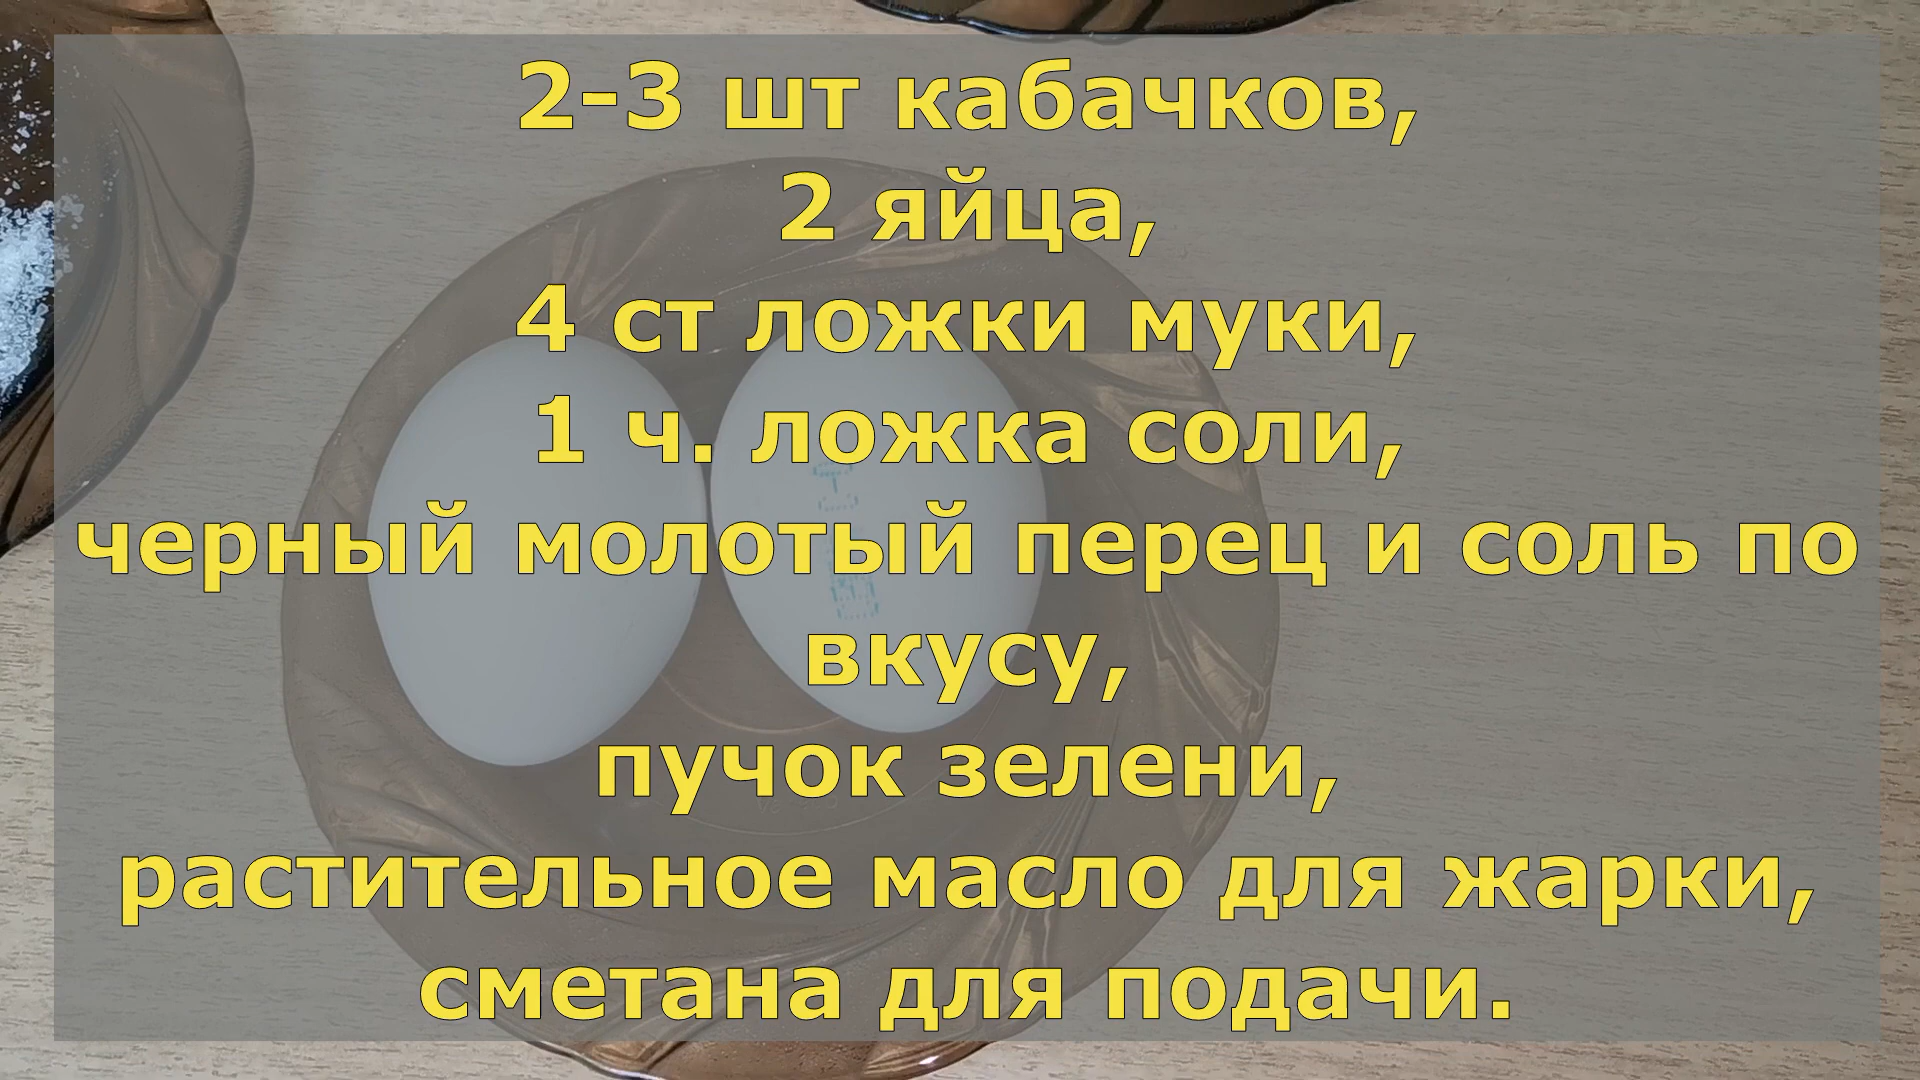 2-3 шт кабачков,
2 яйца,
4 ст ложки муки,
1 ч. ложка соли,
черный молотый перец и соль по
вкусу,
пучок зелени,
растительное масло для жарки,
сметана для подачи.